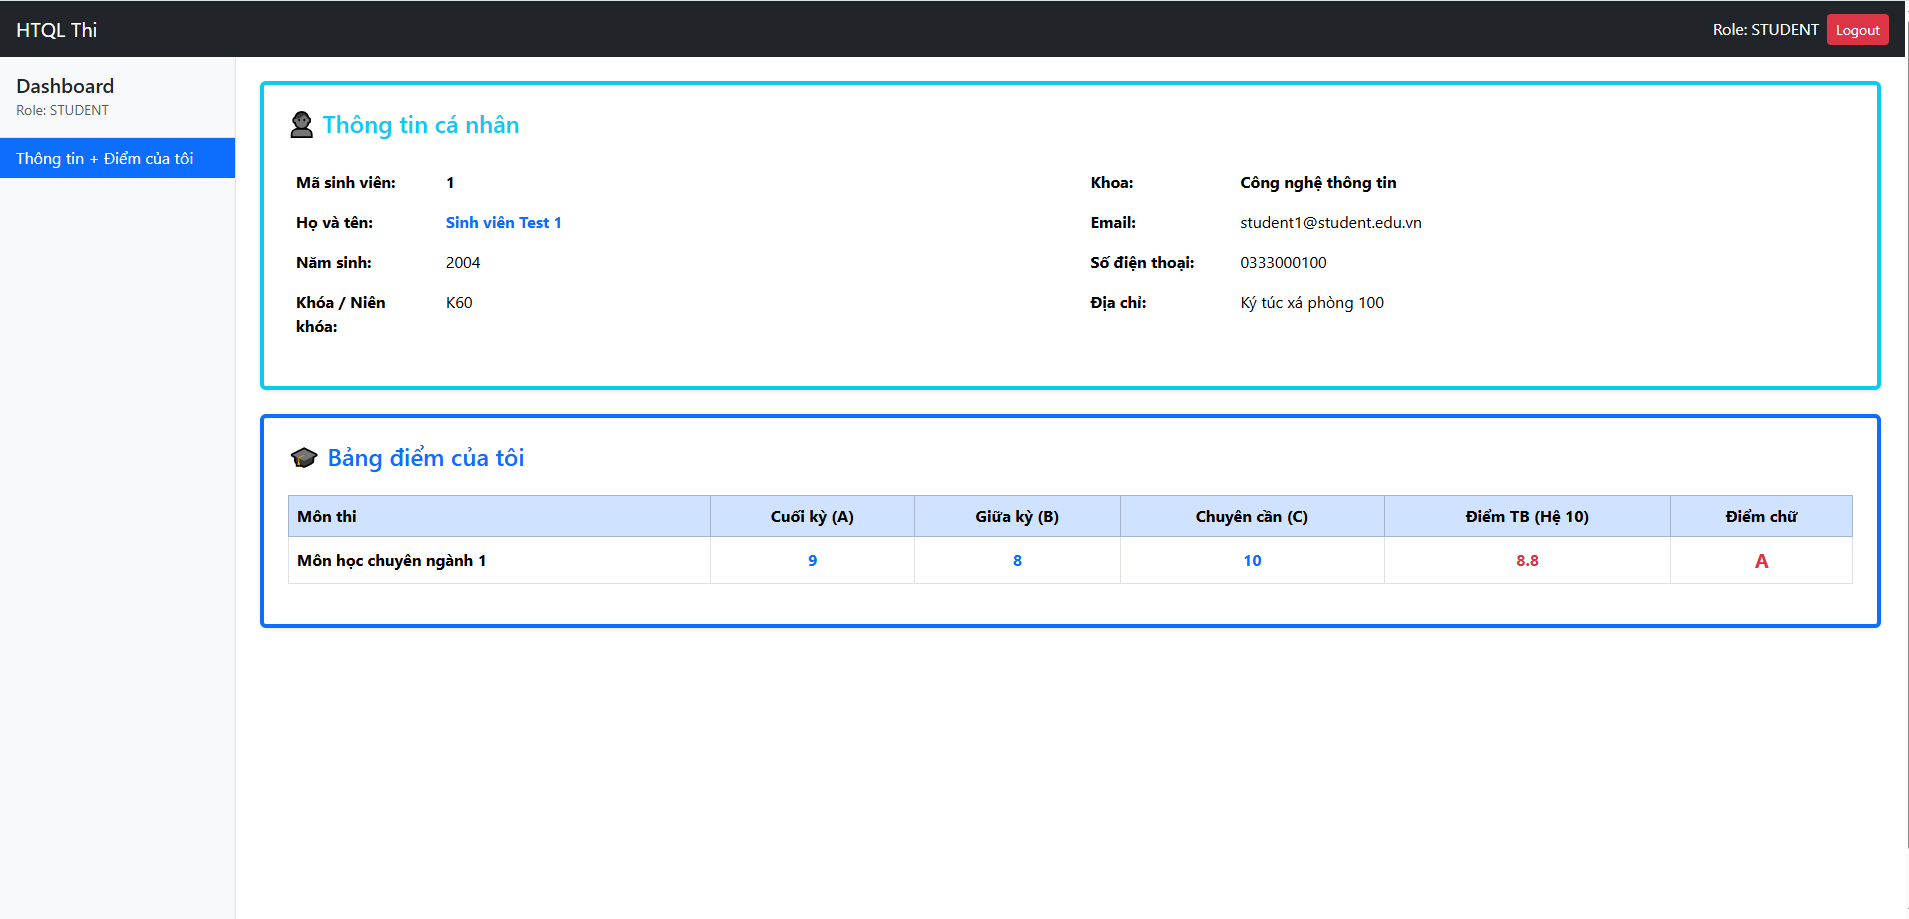 HTQL Thi
Role: STUDENT Logout
Dashboard
Role: STUDENT
Thông tin + Điểm của tôi
Thông tin cá nhân
Mã sinh viên: 1
Họ và tên: Sinh viên Test 1
Năm sinh: 2004
Khóa / Niên khóa: K60
Khoa: Công nghệ thông tin
Email: student1@student.edu.vn
Số điện thoại: 0333000100
Địa chỉ: Ký túc xá phòng 100
Bảng điểm của tôi
Môn thi Cuối kỳ (A) Giữa kỳ (B) Chuyên cần (C) Điểm TB (Hệ 10) Điểm chữ
Môn học chuyên ngành 1 9 8 10 8.8 A